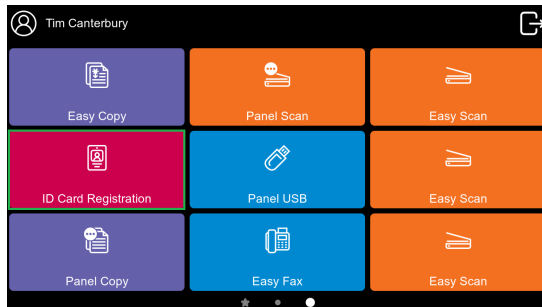 Tim Canterbury
Easy Copy
Panel Scan
Easy Scan
ID Card Registration
Panel USB
Easy Scan
Panel Copy
Easy Fax
Easy Scan